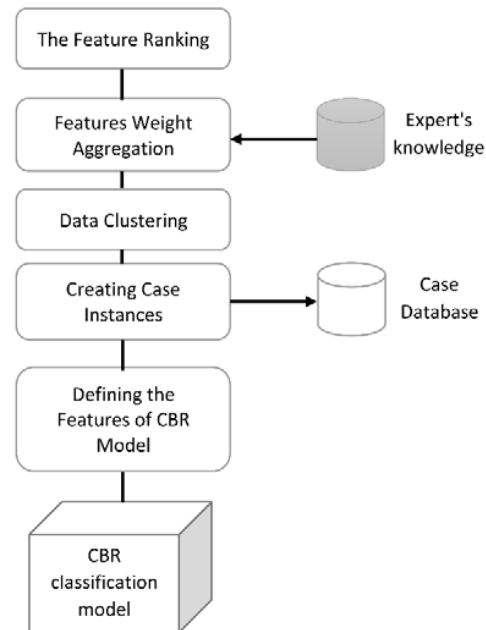 The Feature Ranking
Features Weight
Aggregation
Expert's
knowledge
Data Clustering
Creating Case
Instances
Case
Database
Defining the
Features of CBR
Model
CBR
classification
model